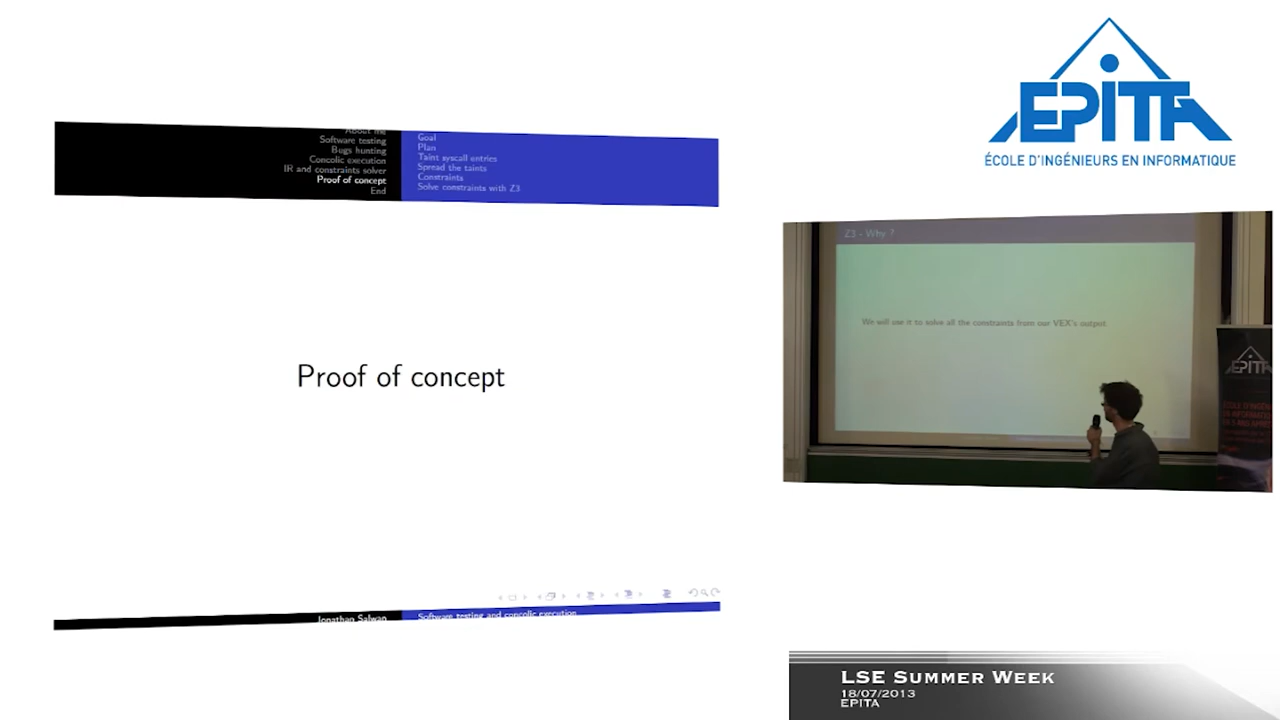 About me
Software testing
Bugs hunting
Concolic execution
IR and constraints solver
Proof of concept
End
Goal
Plan
Taint syscall entries
Spread the taints
Constraints
Solve constraints with Z3
Proof of concept
Jonathan Salwan
Software testing and concolic execution
EPITA
ÉCOLE D'INGÉNIEURS EN INFORMATIQUE
Z3 - Why ?
We will use it to solve all the constraints from our VEX's output
EPITA
LSE SUMMER WEEK
18/07/2013
EPITA